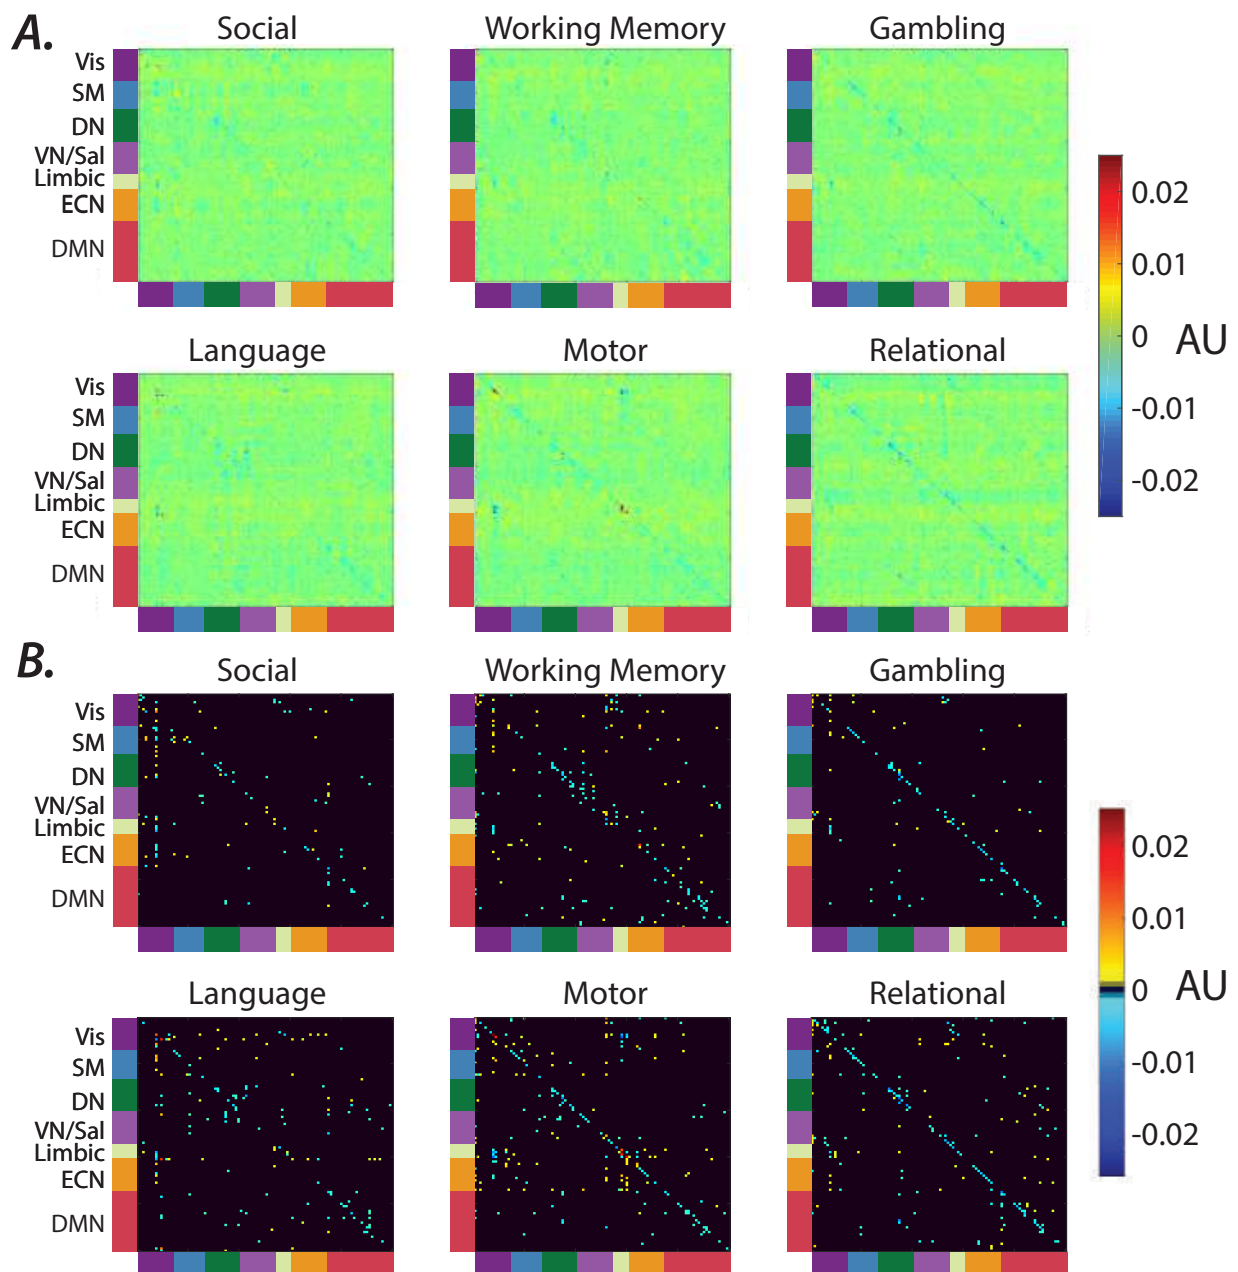 A.
Social
Working Memory
Gambling
Vis
SM
DN
VN/Sal
Limbic
ECN
DMN
0.02
0.01
0
-0.01
-0.02
AU
Language
Motor
Relational
Vis
SM
DN
VN/Sal
Limbic
ECN
DMN
B.
Social
Working Memory
Gambling
Vis
SM
DN
VN/Sal
Limbic
ECN
DMN
0.02
0.01
0
-0.01
-0.02
AU
Language
Motor
Relational
Vis
SM
DN
VN/Sal
Limbic
ECN
DMN